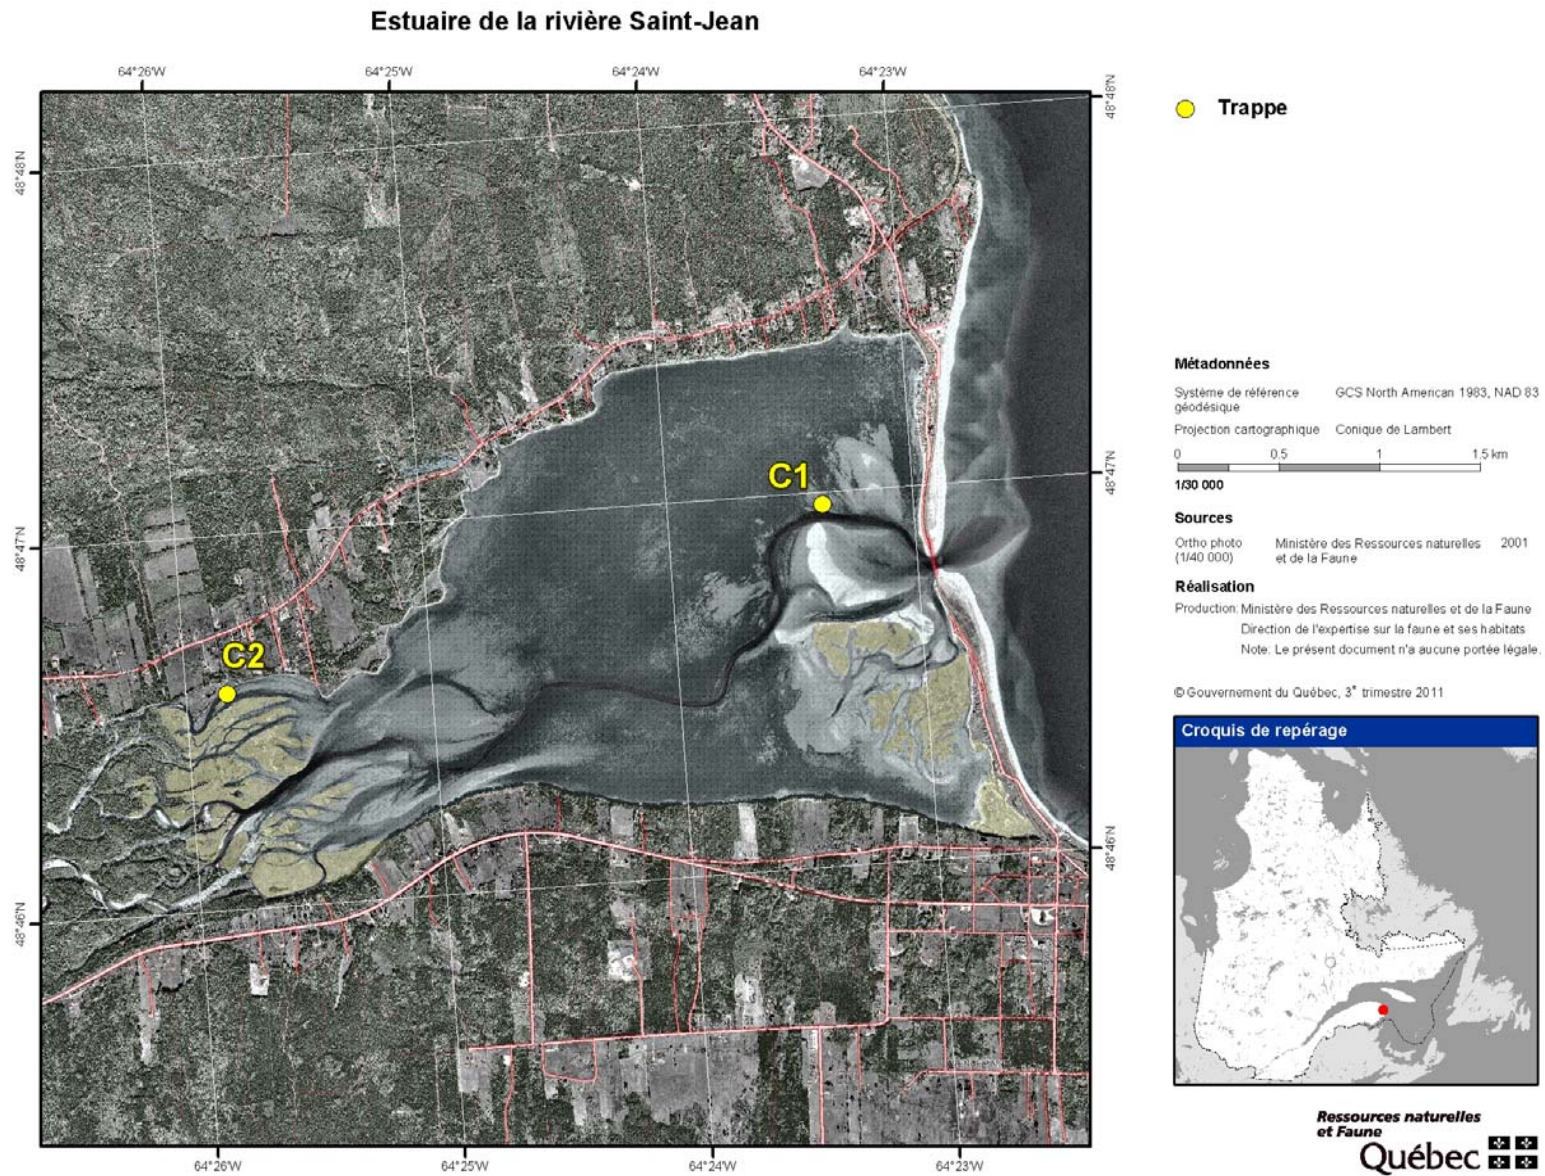 Estuaire de la rivière Saint-Jean
64°26'W 64°25'W 64°24'W 64°23'W
48°48'N
48°48'N
Trappe
Métadonnées
Système de référence géodésique GCS North American 1983, NAD 83
Projection cartographique Conique de Lambert
0 0.5 1 1.5 km
1/30 000
C1
48°47'N
48°47'N
Sources
Ortho photo (1/40 000) Ministère des Ressources naturelles et de la Faune 2001
Réalisation
Production: Ministère des Ressources naturelles et de la Faune
Direction de l'expertise sur la faune et ses habitats
Note: Le présent document n'a aucune portée légale.
C2
© Gouvernement du Québec, 3e trimestre 2011
Croquis de repérage
48°46'N
48°46'N
64°26'W 64°25'W 64°24'W 64°23'W
Ressources naturelles
et Faune
Québec